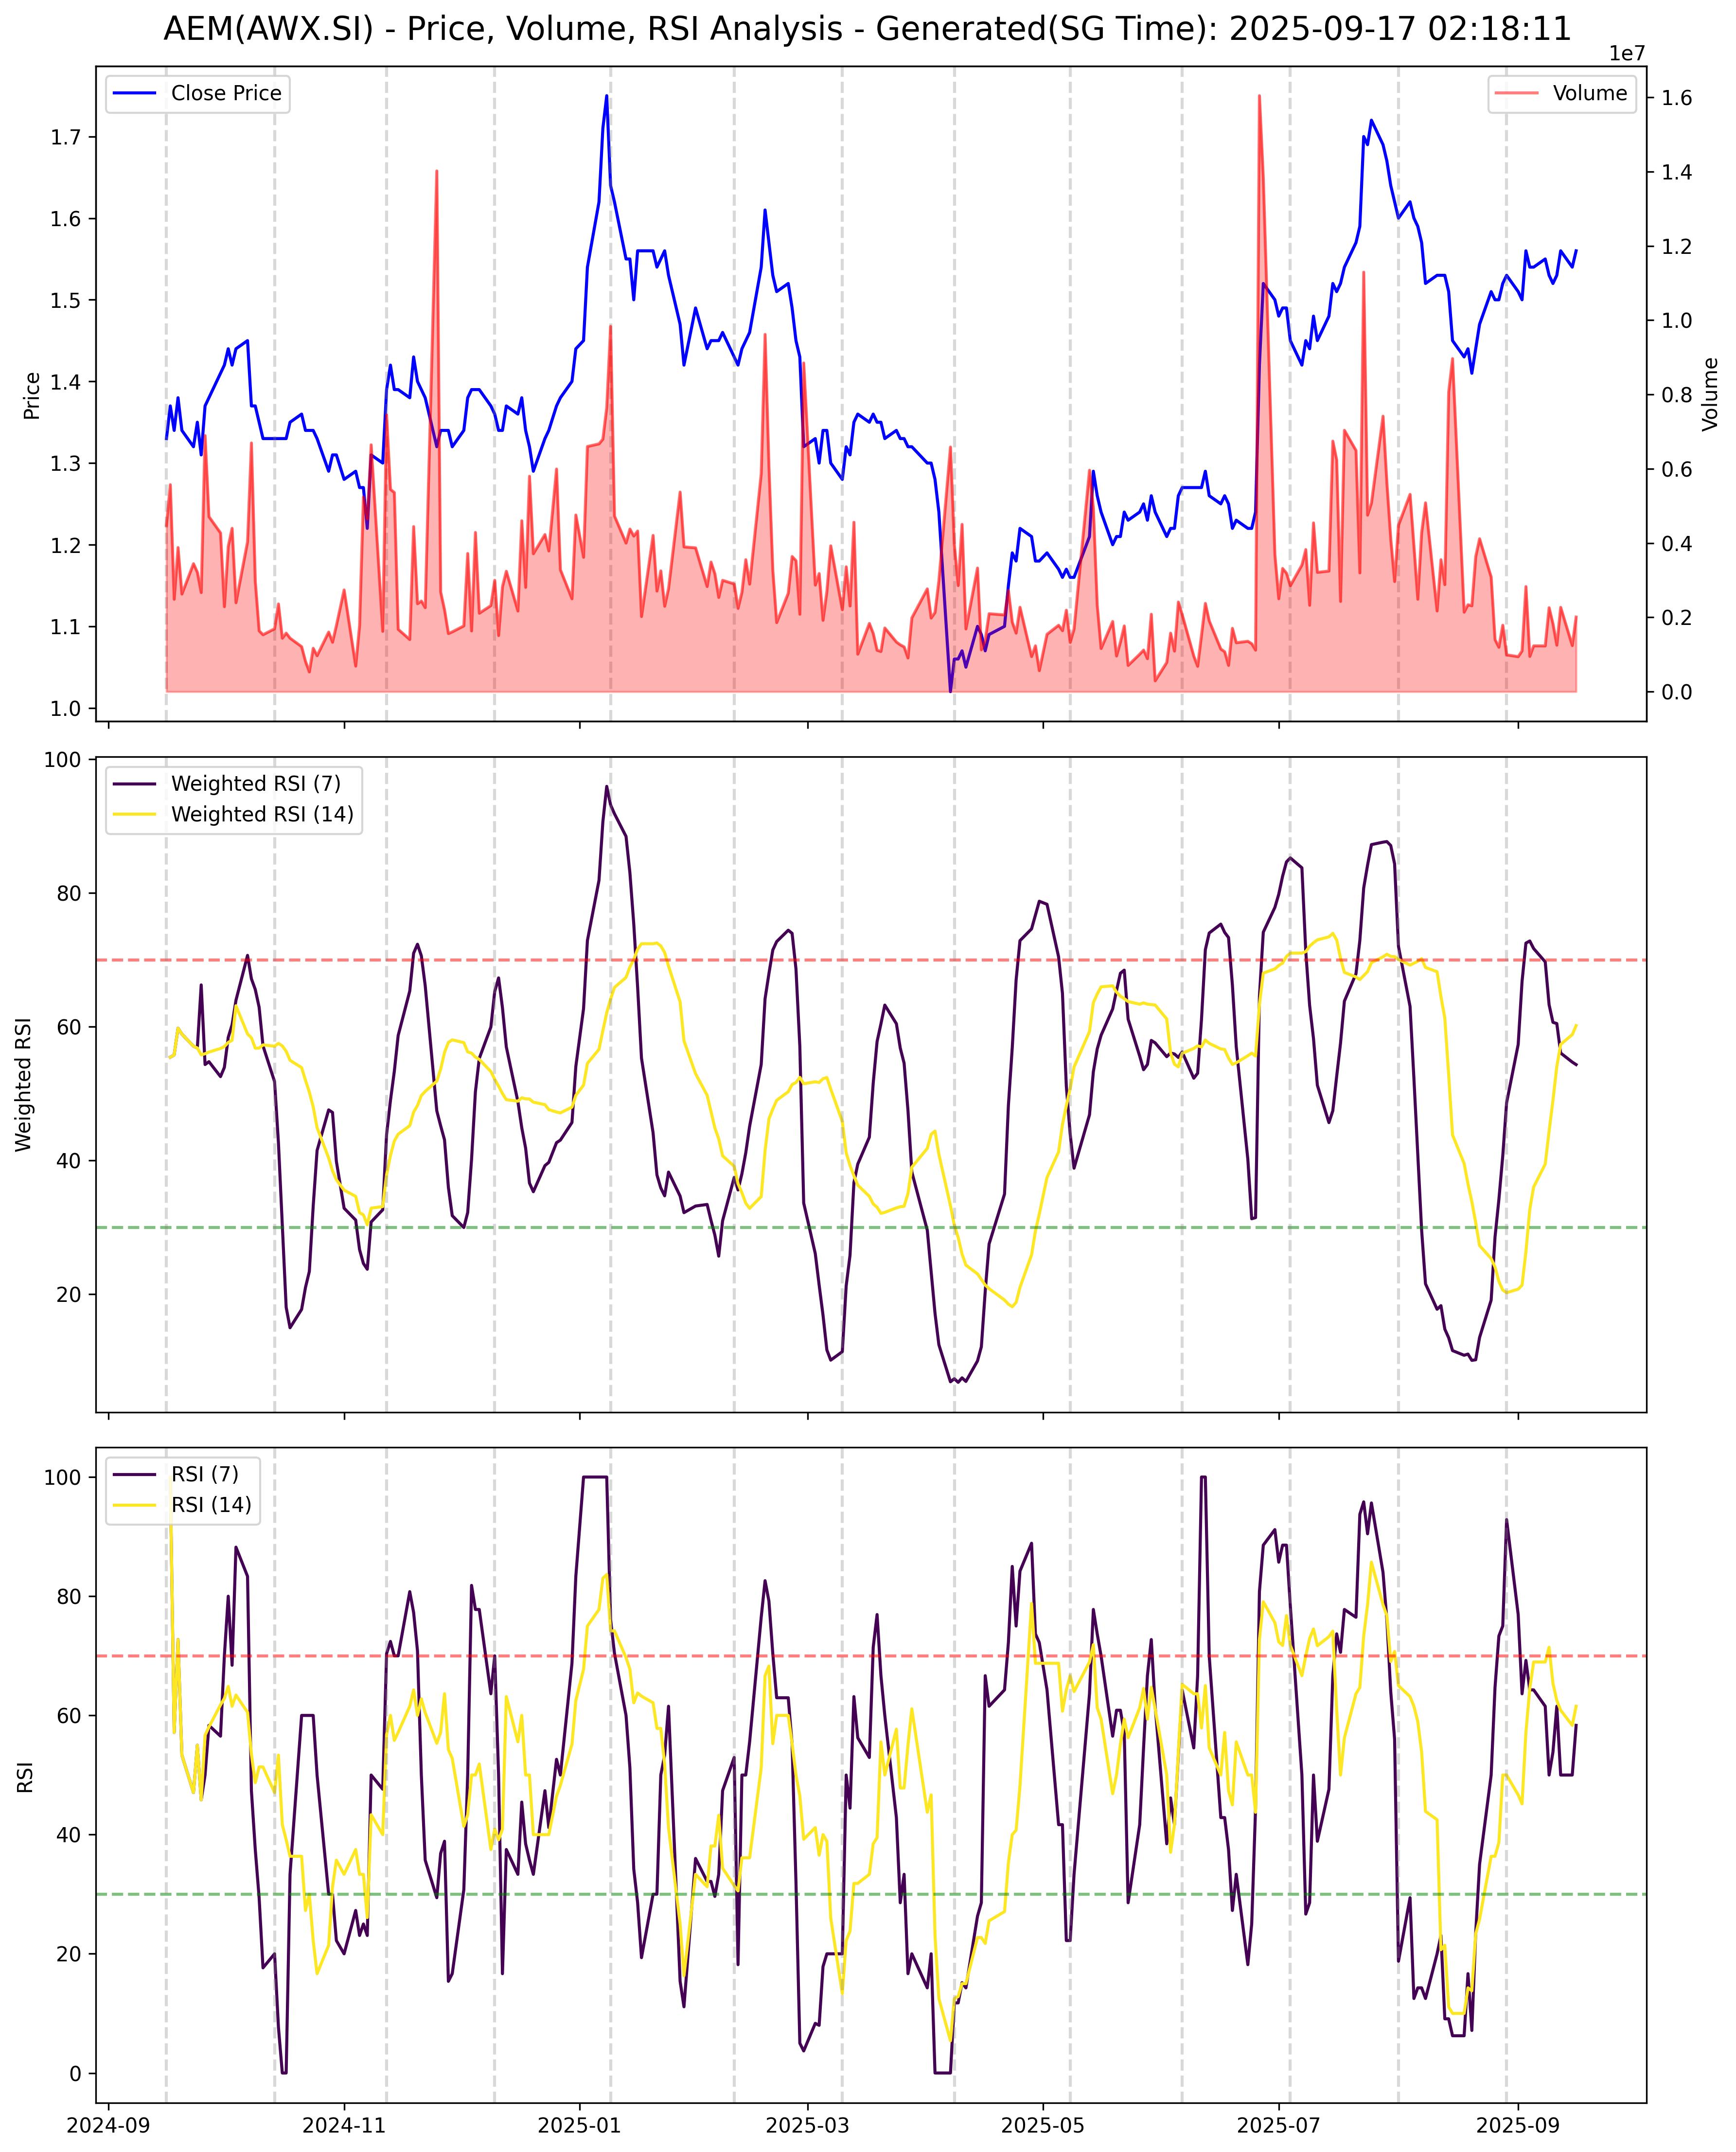 AEM(AWX.SI) - Price, Volume, RSI Analysis - Generated(SG Time): 2025-09-17 02:18:11
1e7
Close Price
Volume
1.7
1.6
1.5
1.4
1.3
1.2
1.1
1.0
Price
1.6
1.4
1.2
1.0
0.8
0.6
0.4
0.2
0.0
Volume
Weighted RSI (7)
Weighted RSI (14)
100
80
60
40
20
Weighted RSI
RSI (7)
RSI (14)
100
80
60
40
20
0
RSI
2024-09
2024-11
2025-01
2025-03
2025-05
2025-07
2025-09